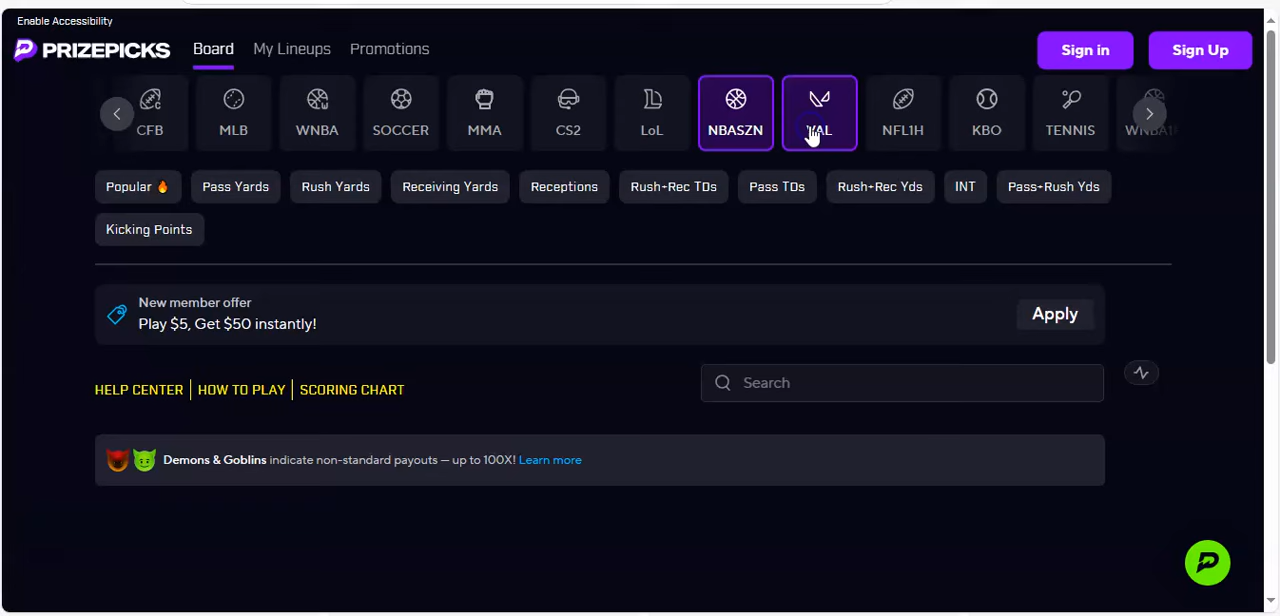 Enable Accessibility
PRIZEPICKS Board My Lineups Promotions Sign in Sign Up
CFB MLB WNBA SOCCER MMA CS2 LoL NBASZN VAL NFL1H KBO TENNIS WNBA1H
Popular 🔥 Pass Yards Rush Yards Receiving Yards Receptions Rush+Rec TDs Pass TDs Rush+Rec Yds INT Pass+Rush Yds
Kicking Points
New member offer
Play $5, Get $50 instantly!
Apply
HELP CENTER | HOW TO PLAY | SCORING CHART
Search
Demons & Goblins indicate non-standard payouts — up to 100X! Learn more